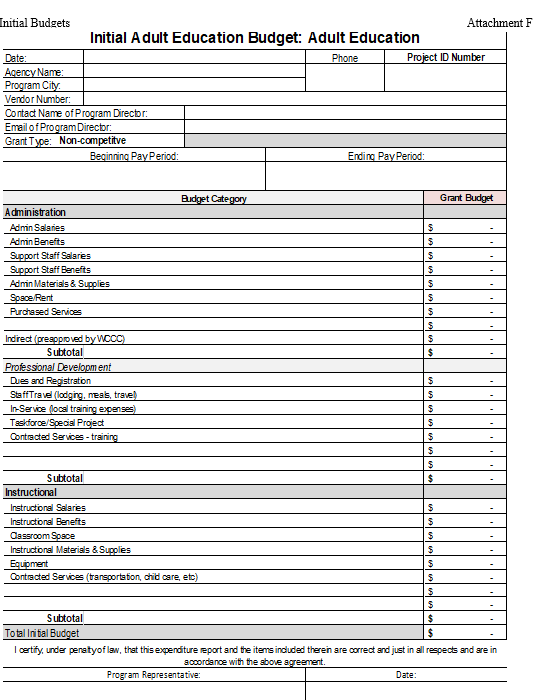 Initial Budgets Attachment F
Initial Adult Education Budget: Adult Education
Date: Phone Project ID Number
Agency Name:
Program City:
Vendor Number:
Contact Name of Program Director:
Email of Program Director:
Grant Type: Non-competitve
Beginning Pay Period: Ending Pay Period:
Budget Category Grant Budget
Administration
Admin Salaries $ -
Admin Benefits $ -
Support Staff Salaries $ -
Support Staff Benefits $ -
Admin Materials & Supplies $ -
Space/Rent $ -
Purchased Services $ -
$ -
Indirect (preapproved by WCCC) $ -
Subtotal $ -
Professional Development
Dues and Registration $ -
Staff Travel (lodging, meals, travel) $ -
In-Service (local training expenses) $ -
Taskforce/Special Project $ -
Contracted Services - training $ -
$ -
$ -
Subtotal $ -
Instructional
Instructional Salaries $ -
Instructional Benefits $ -
Classroom Space $ -
Instructional Materials & Supplies $ -
Equipment $ -
Contracted Services (transportation, child care, etc) $ -
$ -
$ -
Subtotal $ -
Total Initial Budget $ -
I certify, under penalty of law, that this expenditure report and the items included therein are correct and just in all respects and are in
accordance with the above agreement.
Program Representative: Date: